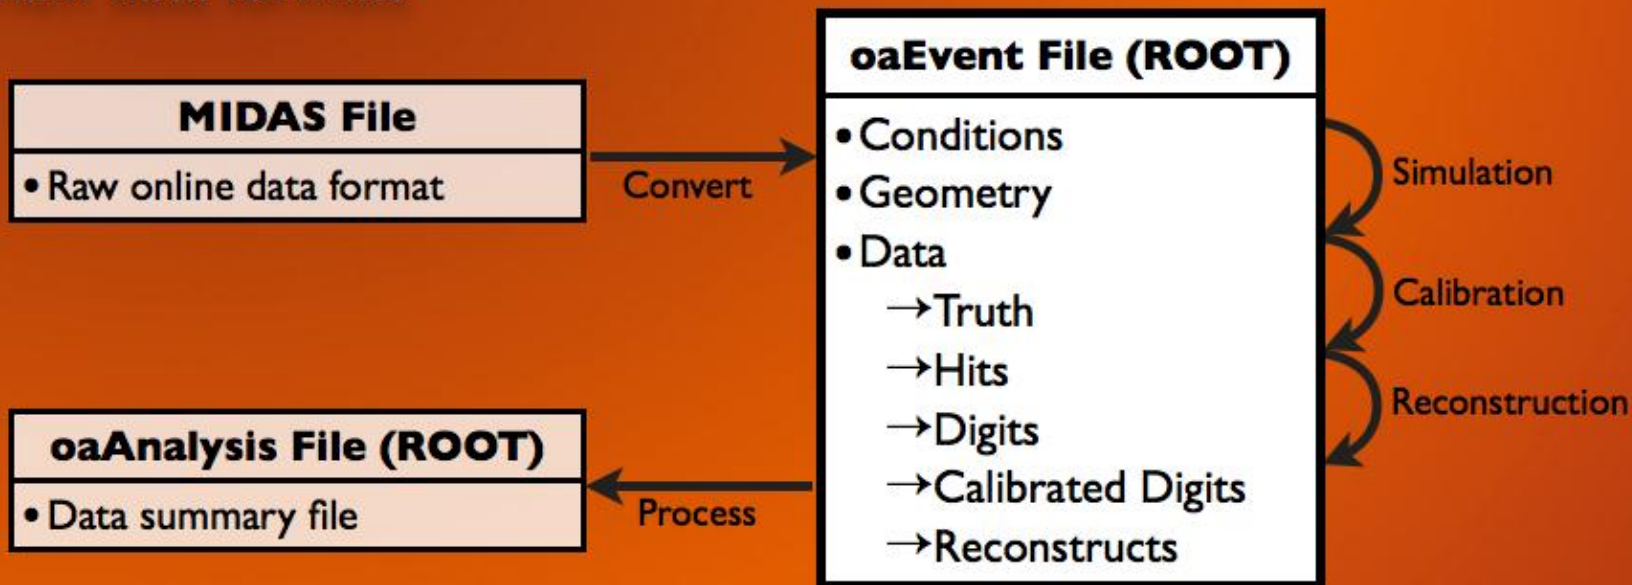 MIDAS File
• Raw online data format
Convert
oaEvent File (ROOT)
• Conditions
• Geometry
• Data
→Truth
→Hits
→Digits
→Calibrated Digits
→Reconstructs
Simulation
Calibration
Reconstruction
oaAnalysis File (ROOT)
• Data summary file
Process